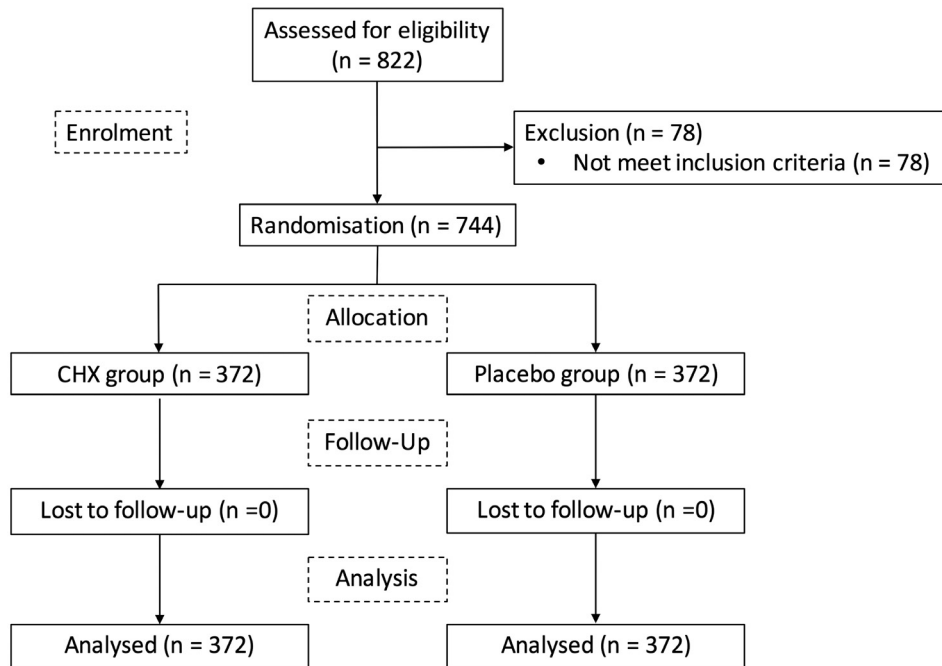 Assessed for eligibility
(n = 822)
Enrolment
Exclusion (n = 78)
• Not meet inclusion criteria (n = 78)
Randomisation (n = 744)
Allocation
CHX group (n = 372)
Placebo group (n = 372)
Follow-Up
Lost to follow-up (n =0)
Lost to follow-up (n =0)
Analysis
Analysed (n = 372)
Analysed (n = 372)